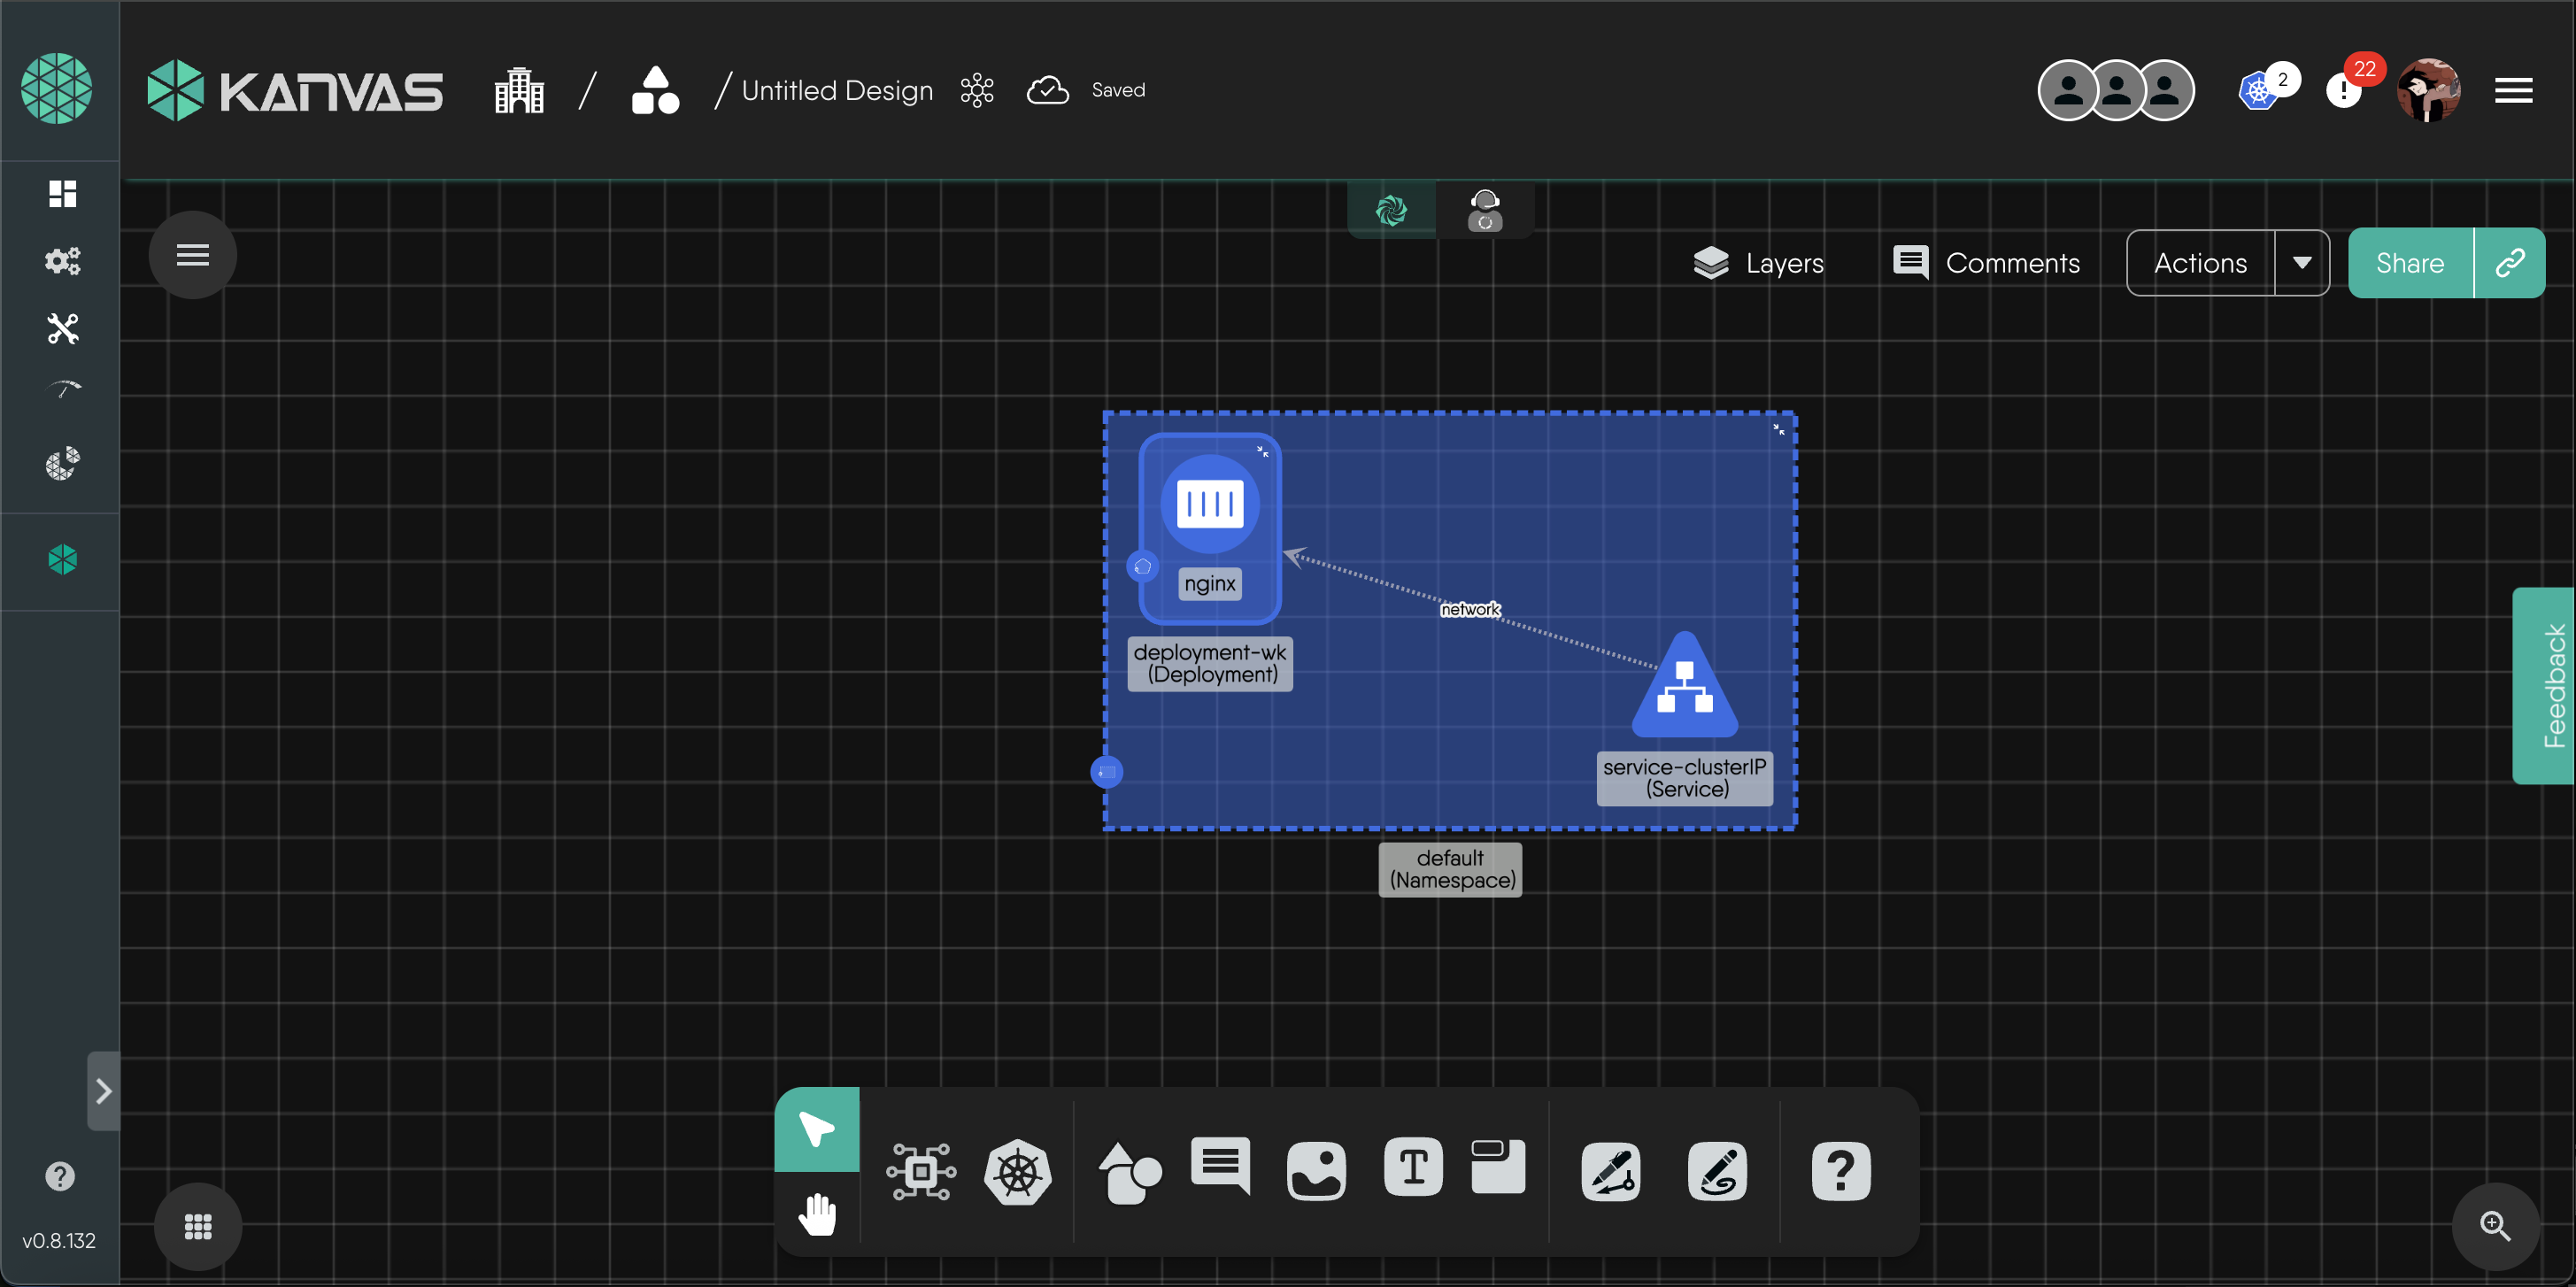 KANVAS
/ / Untitled Design Saved
2
22
Layers
Comments
Actions
Share
nginx
deployment-wk
(Deployment)
network
service-clusterIP
(Service)
default
(Namespace)
Feedback
v0.8.132